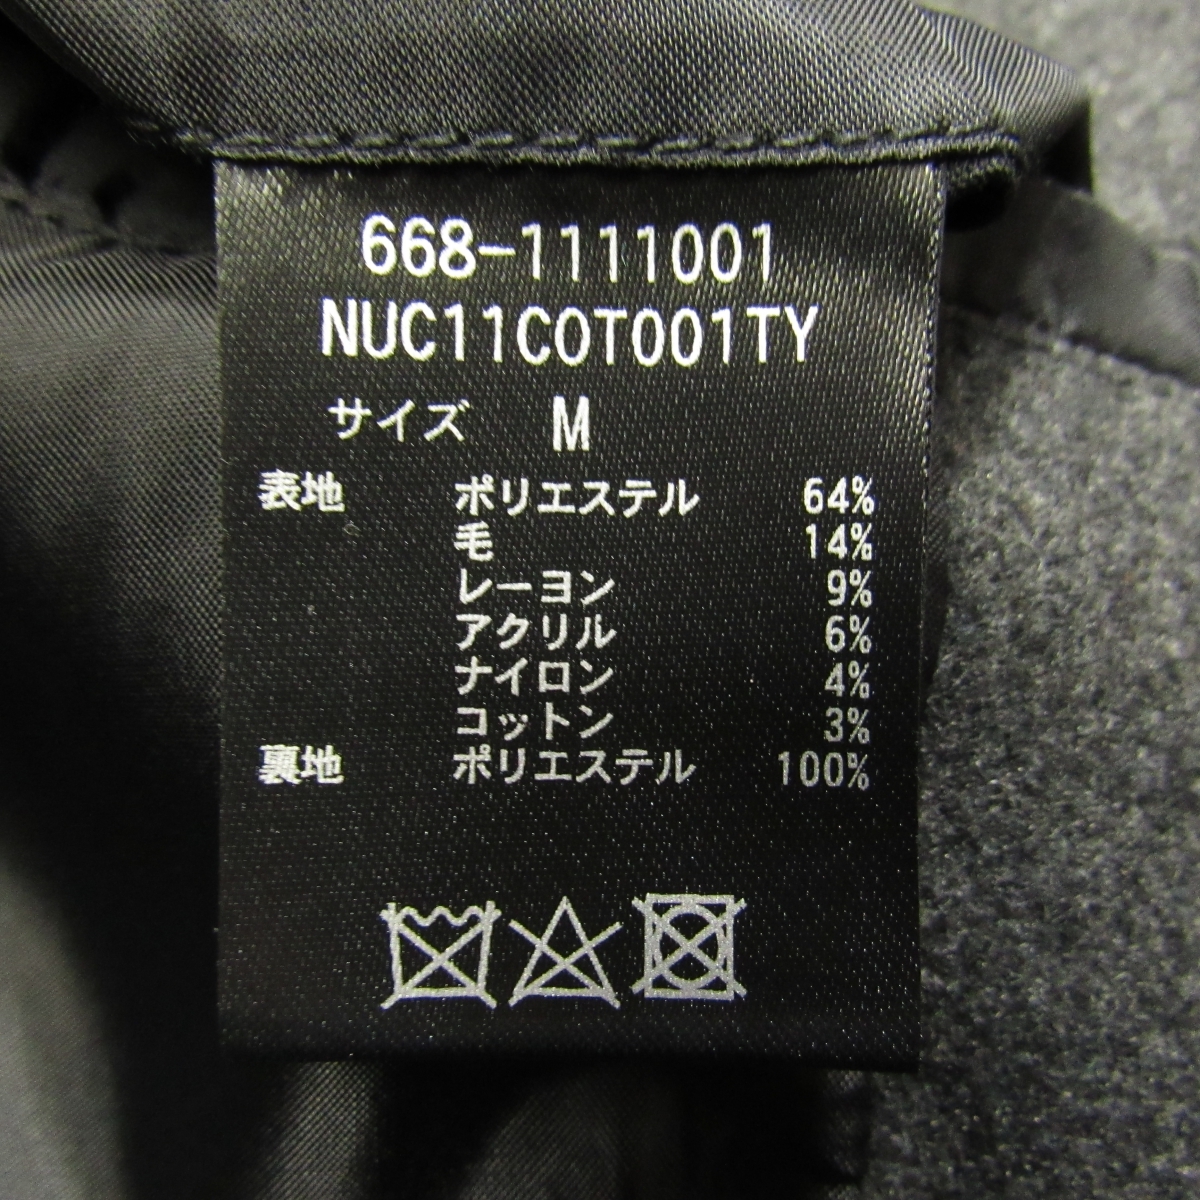 668-1111001
NUC11COT001TY
サイズ M
表地 ポリエステル 64%
毛 14%
レーヨン 9%
アクリル 6%
ナイロン 4%
コットン 3%
裏地 ポリエステル 100%